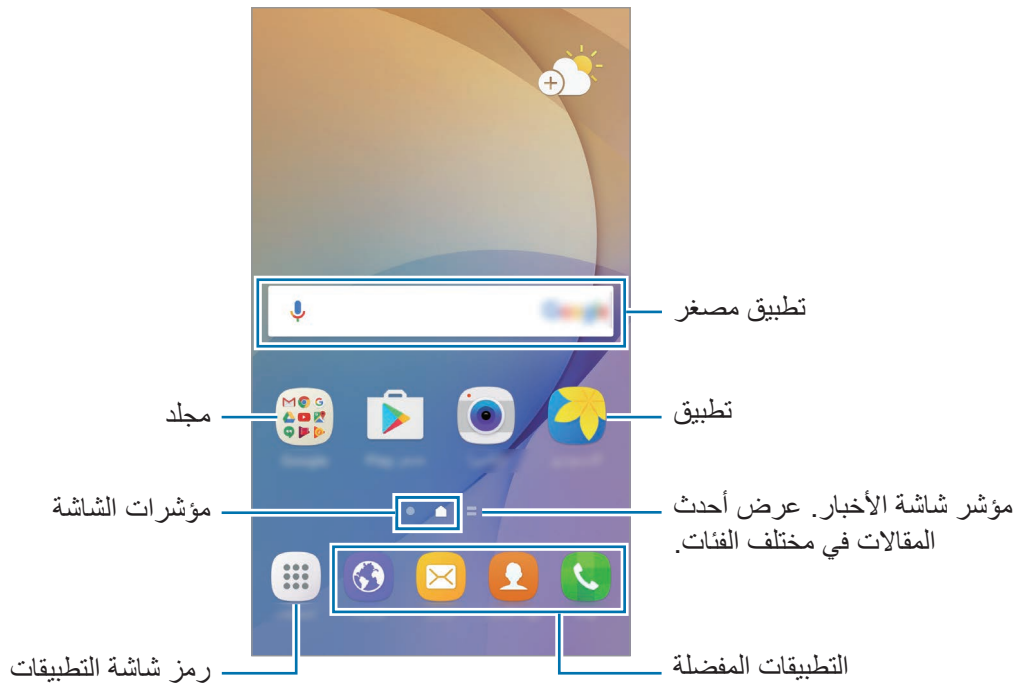 تطبيق مصغر
تطبيق
مجلد
مؤشر شاشة الأخبار. عرض أحدث
المقالات في مختلف الفئات.
مؤشرات الشاشة
التطبيقات المفضلة
رمز شاشة التطبيقات